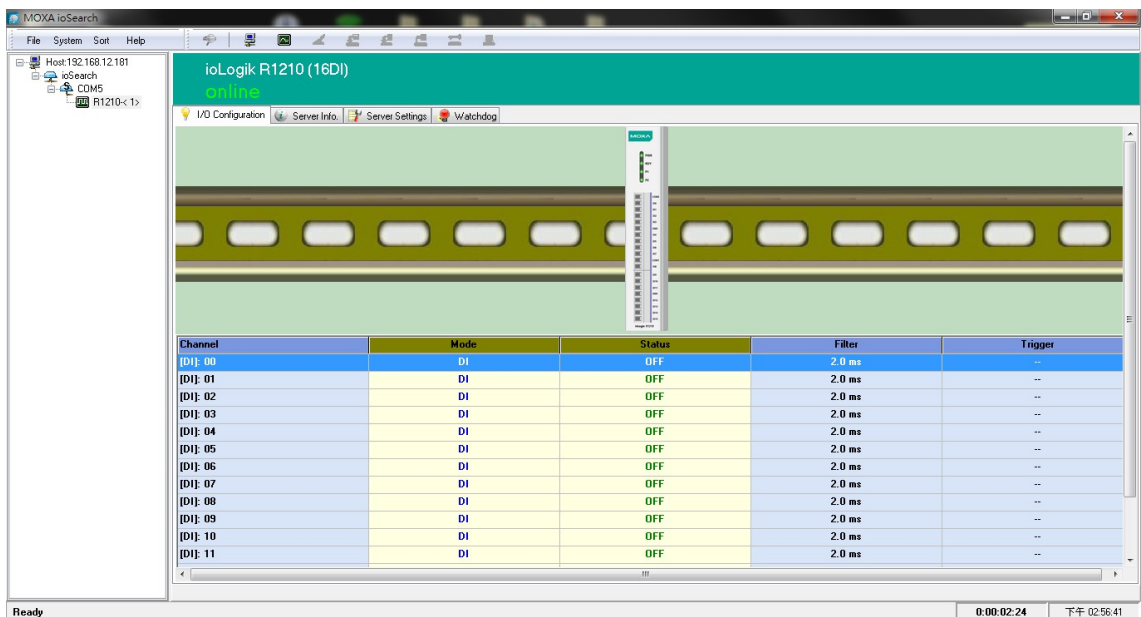 MOXA ioSearch
File System Sort Help
Host:192.168.12.181
ioSearch
COM5
R1210-< 1>
ioLogik R1210 (16DI)
online
I/O Configuration Server Info. Server Settings Watchdog
MOXA
Channel Mode Status Filter Trigger
[DI]: 00 DI OFF 2.0 ms --
[DI]: 01 DI OFF 2.0 ms --
[DI]: 02 DI OFF 2.0 ms --
[DI]: 03 DI OFF 2.0 ms --
[DI]: 04 DI OFF 2.0 ms --
[DI]: 05 DI OFF 2.0 ms --
[DI]: 06 DI OFF 2.0 ms --
[DI]: 07 DI OFF 2.0 ms --
[DI]: 08 DI OFF 2.0 ms --
[DI]: 09 DI OFF 2.0 ms --
[DI]: 10 DI OFF 2.0 ms --
[DI]: 11 DI OFF 2.0 ms --
Ready 0:00:02:24 下午 02:56:41